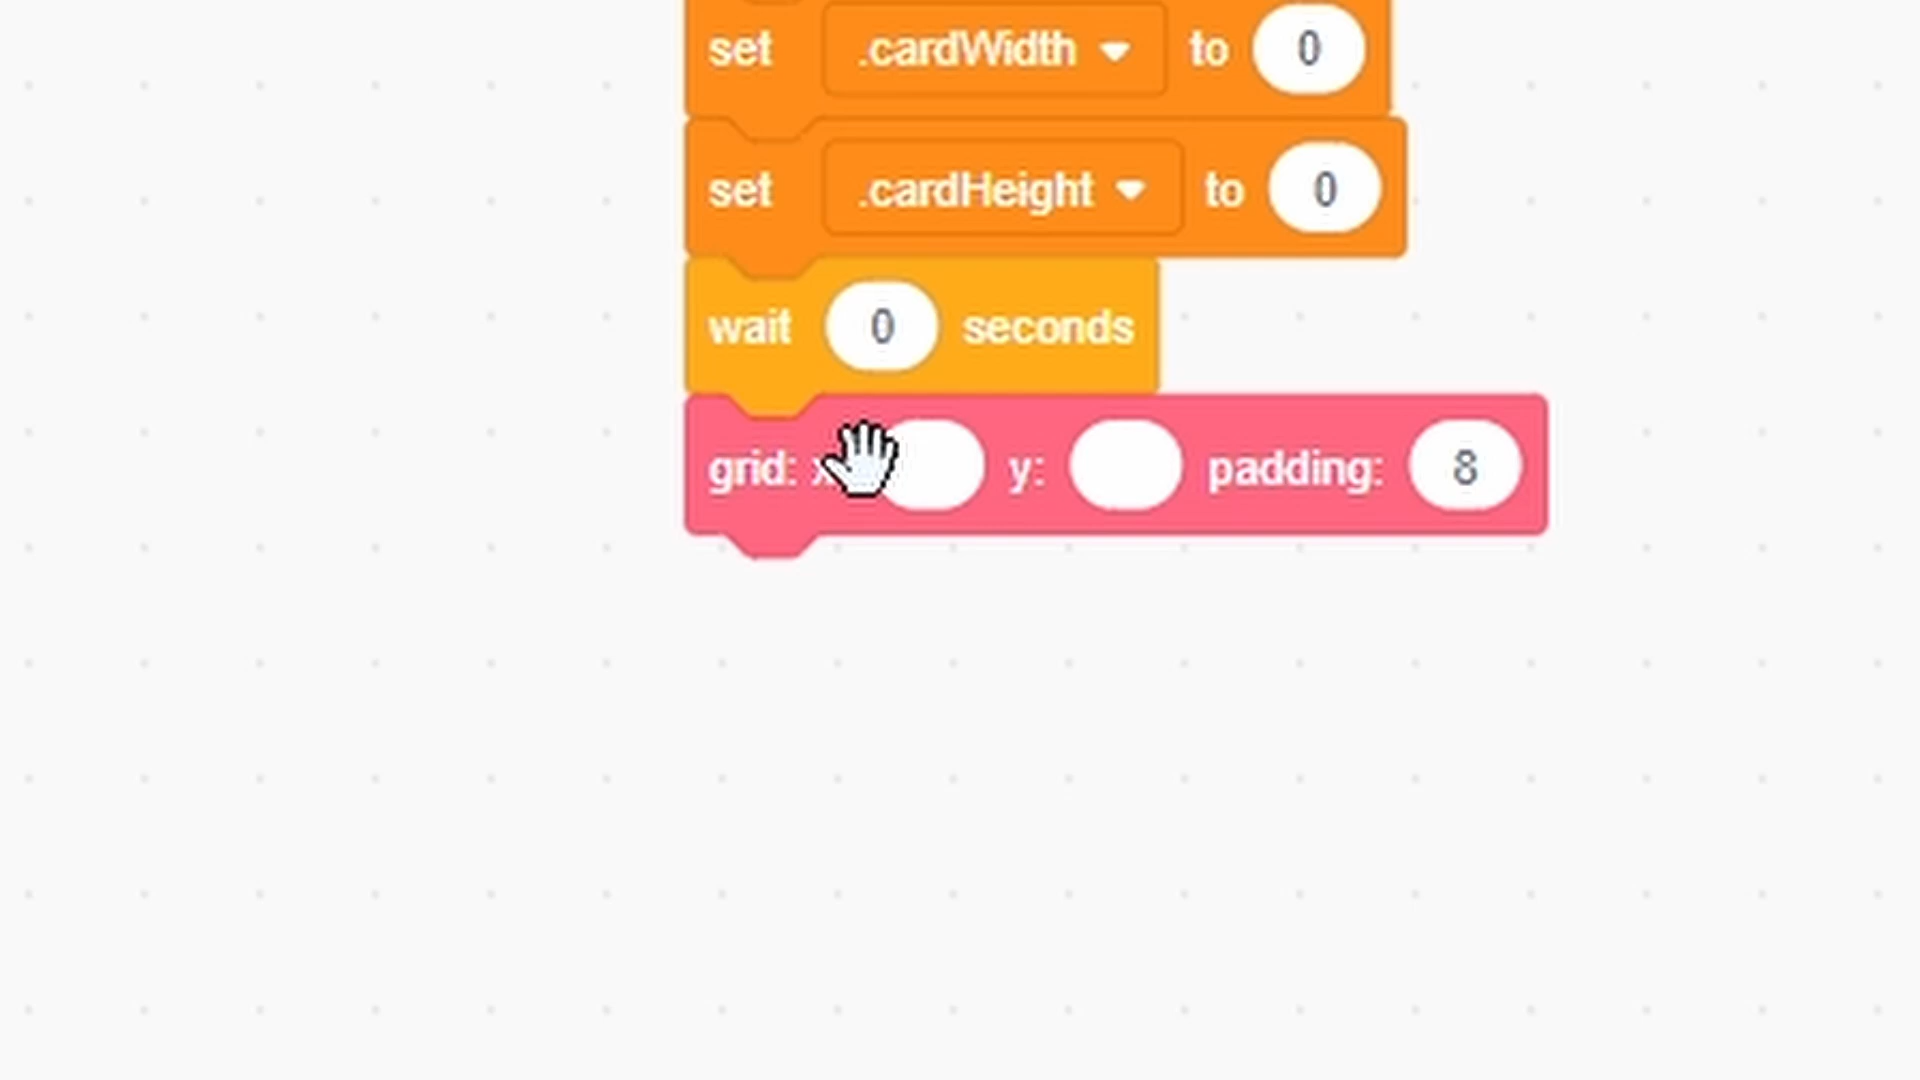 set .cardWidth to 0
set .cardHeight to 0
wait 0 seconds
grid: y: padding: 8